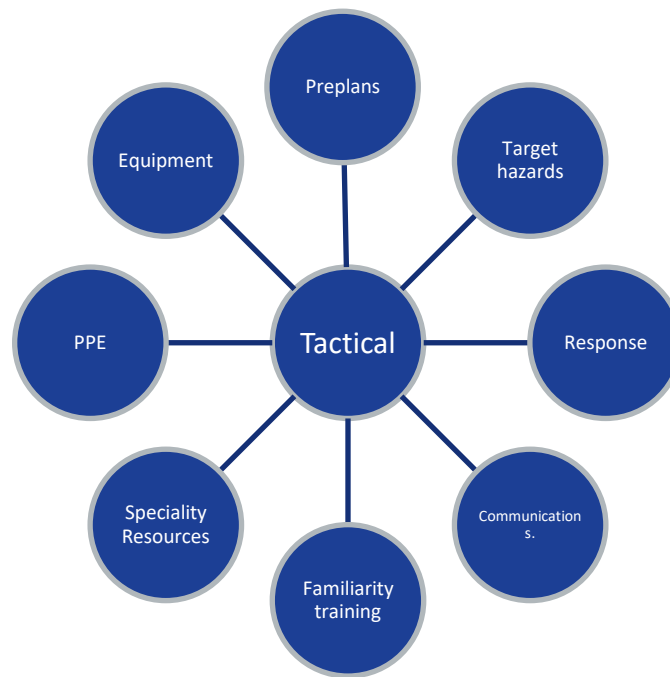 Preplans
Equipment
Target
hazards
PPE
Tactical
Response
Speciality
Resources
Communication
s.
Familiarity
training